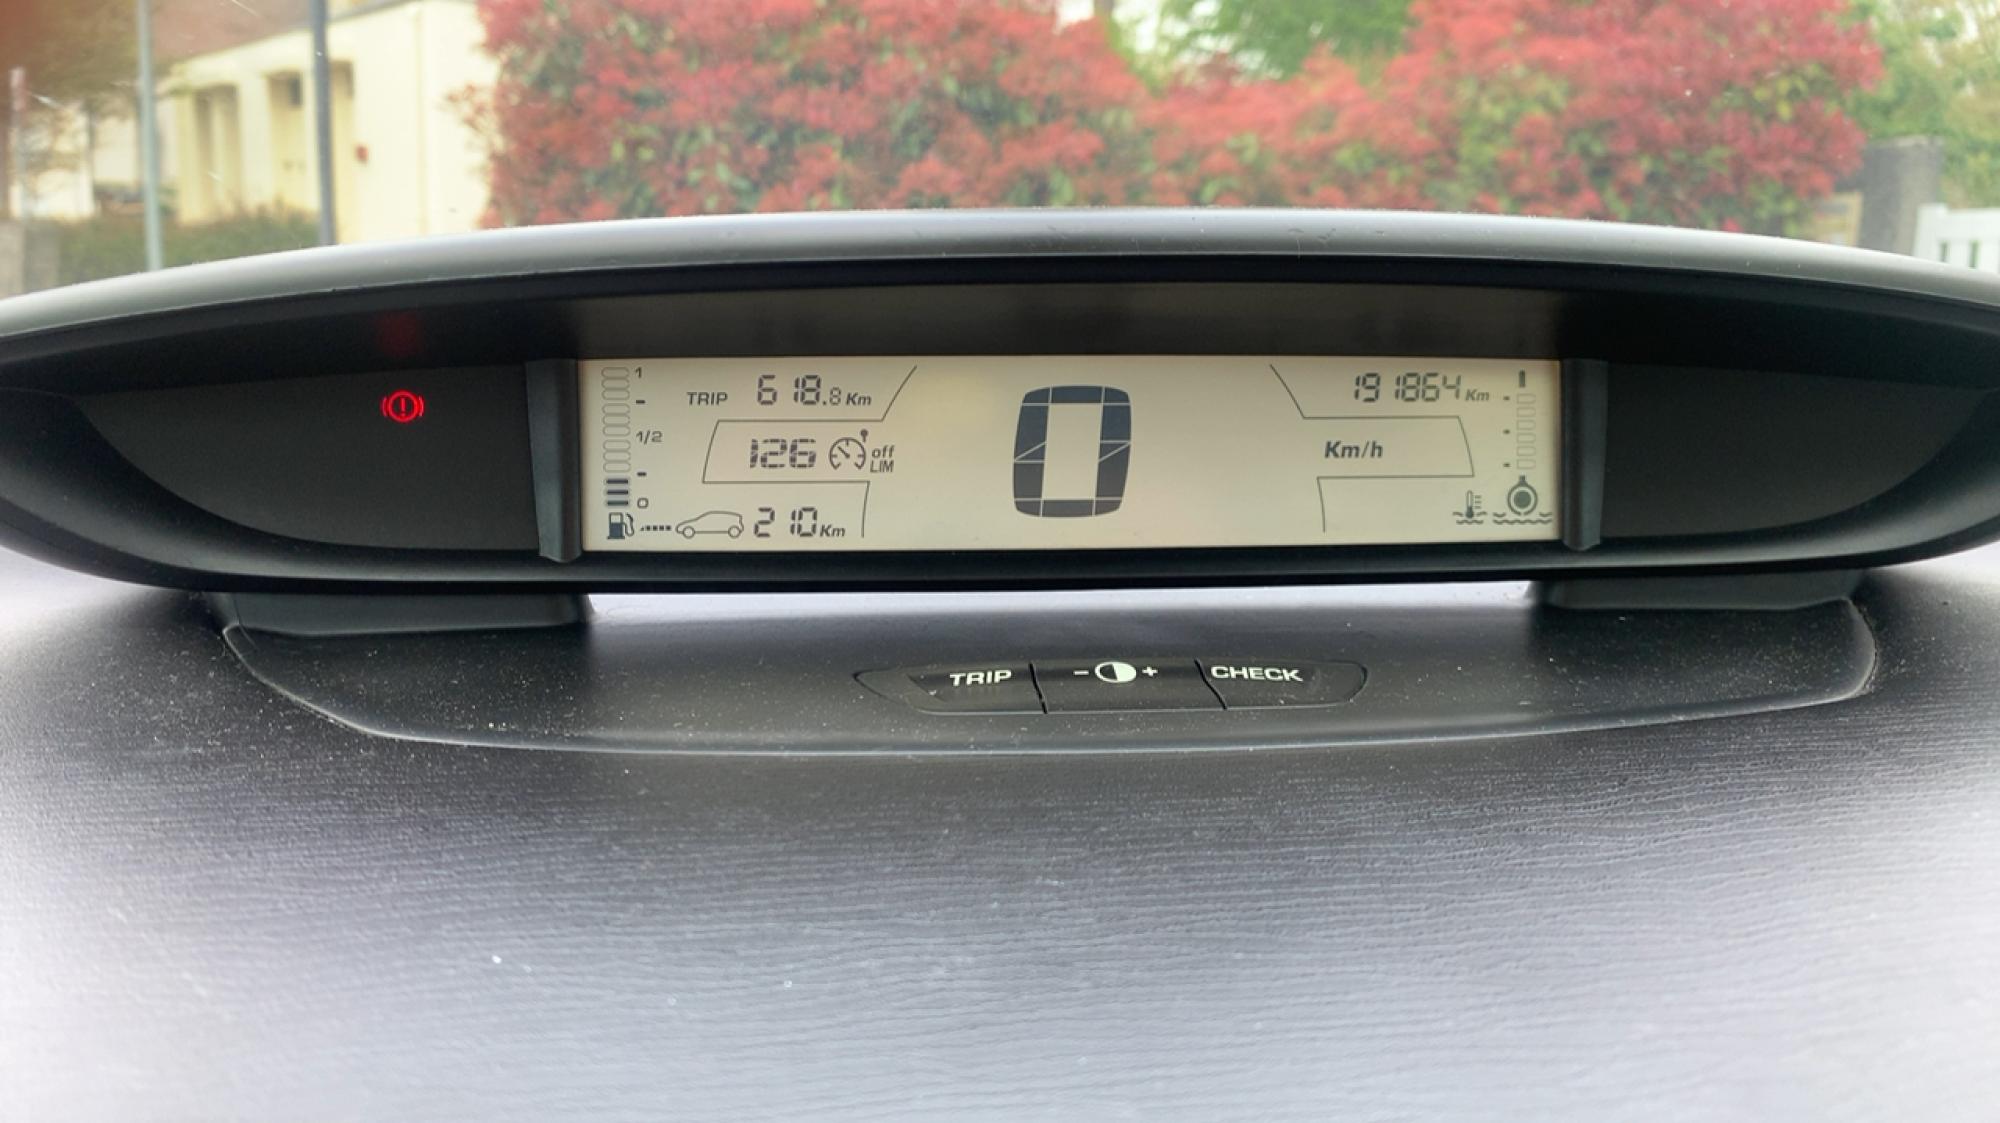 1
TRIP 618.8 Km
191864 Km
1/2
126 off
LIM
0
Km/h
0
210 Km
TRIP - + CHECK